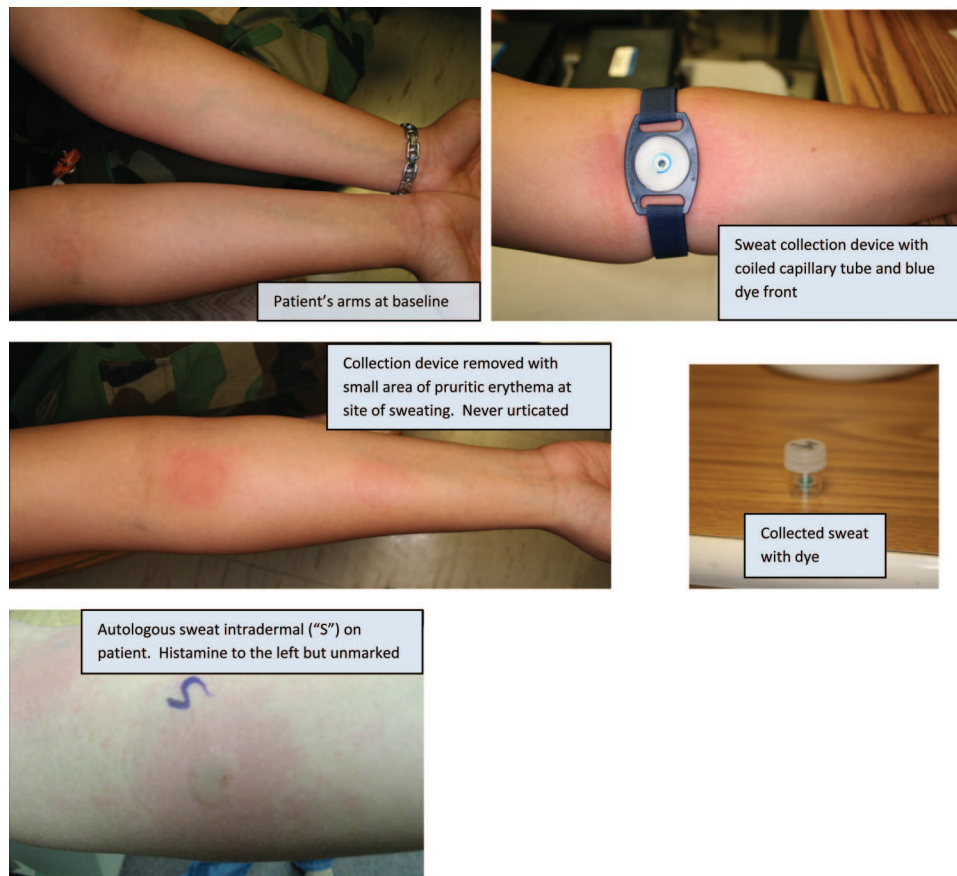 Patient's arms at baseline
Sweat collection device with
coiled capillary tube and blue
dye front
Collection device removed with
small area of pruritic erythema at
site of sweating.  Never urticated
Collected sweat
with dye
Autologous sweat intradermal ("S") on
patient.  Histamine to the left but unmarked
S